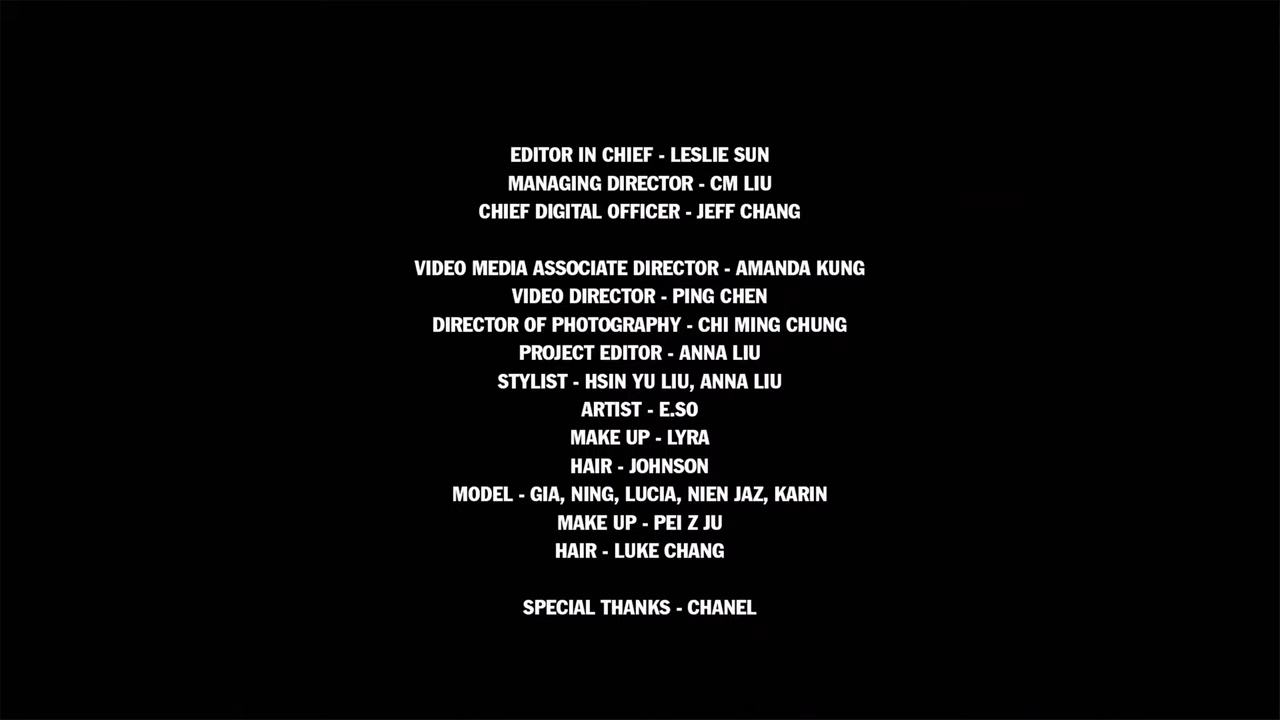 EDITOR IN CHIEF - LESLIE SUN
MANAGING DIRECTOR - CM LIU
CHIEF DIGITAL OFFICER - JEFF CHANG
VIDEO MEDIA ASSOCIATE DIRECTOR - AMANDA KUNG
VIDEO DIRECTOR - PING CHEN
DIRECTOR OF PHOTOGRAPHY - CHI MING CHUNG
PROJECT EDITOR - ANNA LIU
STYLIST - HSIN YU LIU, ANNA LIU
ARTIST - E.SO
MAKE UP - LYRA
HAIR - JOHNSON
MODEL - GIA, NING, LUCIA, NIEN JAZ, KARIN
MAKE UP - PEI Z JU
HAIR - LUKE CHANG
SPECIAL THANKS - CHANEL